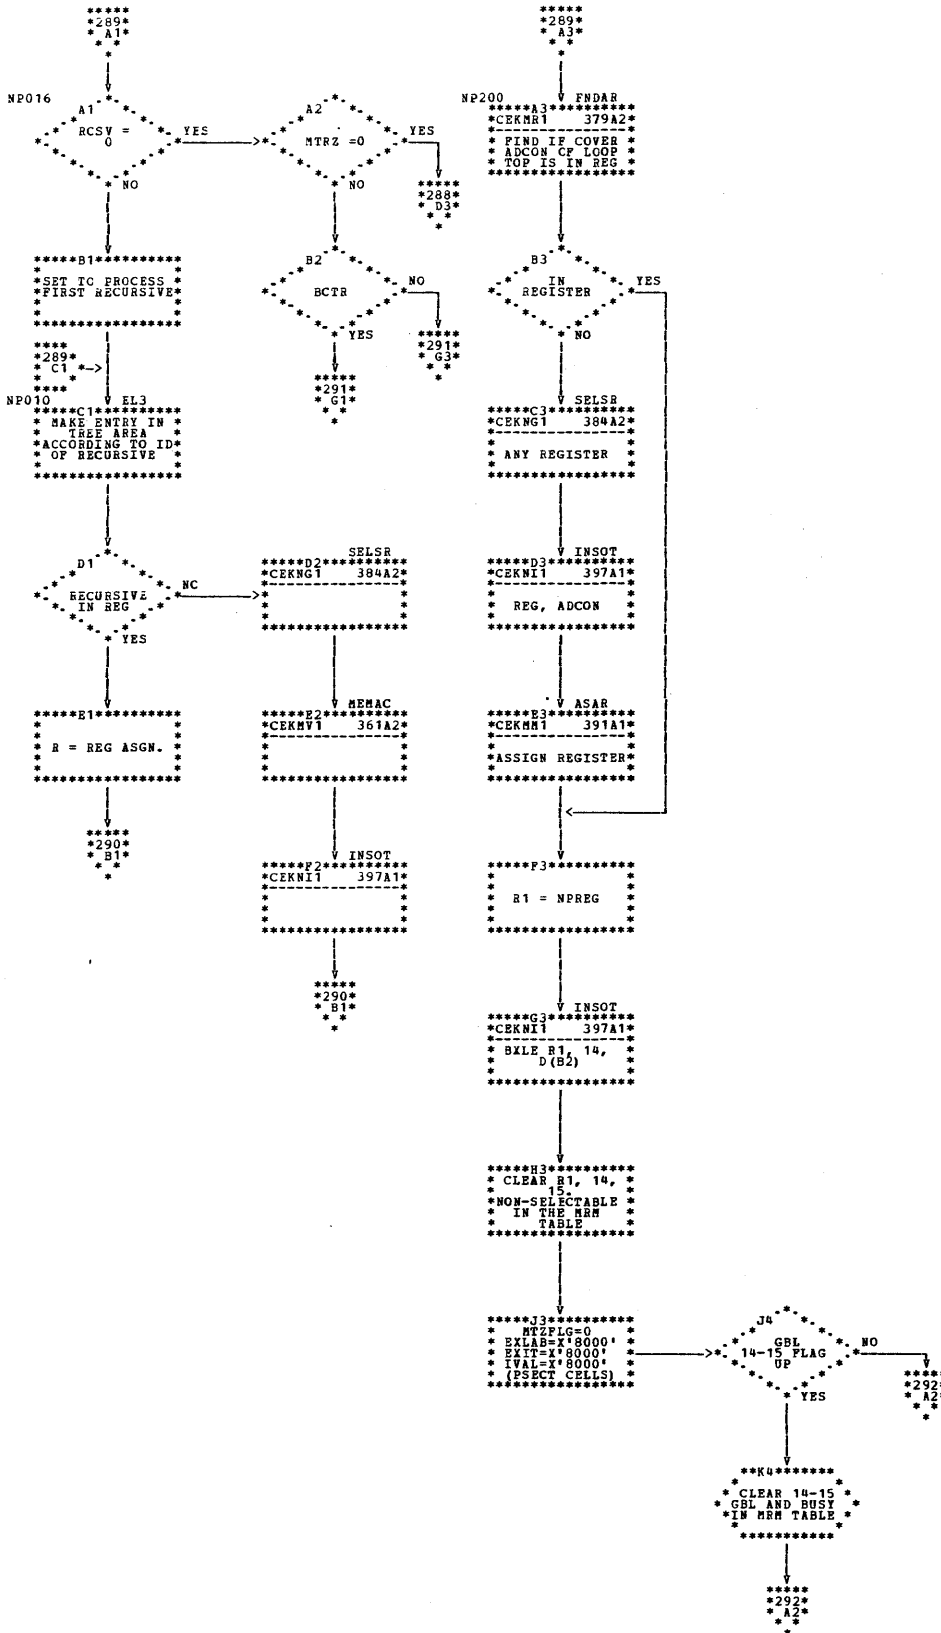 289
A1
NP016
A1
RCSV =
0
YES
NO
A2
MTRZ =0
YES
NO
288
D3
B1
SET TO PROCESS
FIRST RECURSIVE
B2
BCTR
NO
YES
291
G3
291
G1
289
C1
NP010
EL3
C1
MAKE ENTRY IN
TREE AREA
ACCORDING TO ID
OF RECURSIVE
D1
RECURSIVE
IN REG
NC
YES
SELSR
D2
CEKNG1 384A2
E1
R = REG ASGN.
290
B1
MEMAC
E2
CEKMV1 361A2
INSOT
F2
CEKNI1 397A1
290
B1
289
A3
NP200
FNDAR
A3
CEKMR1 379A2
FIND IF COVER
ADCON CF LOOP
TOP IS IN REG
B3
IN
REGISTER
YES
NO
SELSR
C3
CEKNG1 384A2
ANY REGISTER
INSOT
D3
CEKNI1 397A1
REG, ADCON
ASAR
E3
CEKMM1 391A1
ASSIGN REGISTER
F3
R1 = NPREG
INSOT
G3
CEKNI1 397A1
BXLE R1, 14,
D(B2)
H3
CLEAR R1, 14,
15.
NON-SELECTABLE
IN THE MRM
TABLE
J3
MTZFLG=0
EXLAB=X'8000'
EXIT=X'8000'
IVAL=X'8000'
(PSECT CELLS)
J4
GBL
14-15 FLAG
UP
NO
YES
292
A2
K4
CLEAR 14-15
GBL AND BUSY
IN MRM TABLE
292
A2